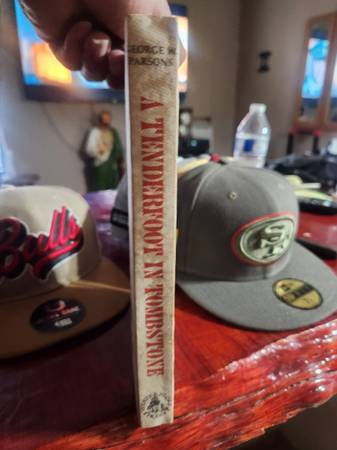 GEORGE W.
PARSONS
A TENDERFOOT IN TOMBSTONE
Bulls
SF